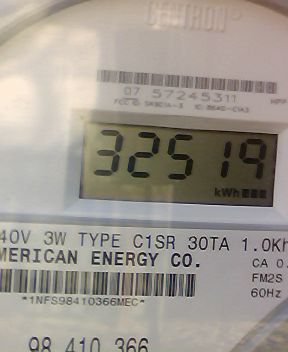 CENTRON®
07 57245311
32519
kWh
40V 3W TYPE C1SR 30TA 1.0Kh
MERICAN ENERGY CO.
CA 0.
FM2S
*1NFS98410366MEC*
60Hz
98 410 366